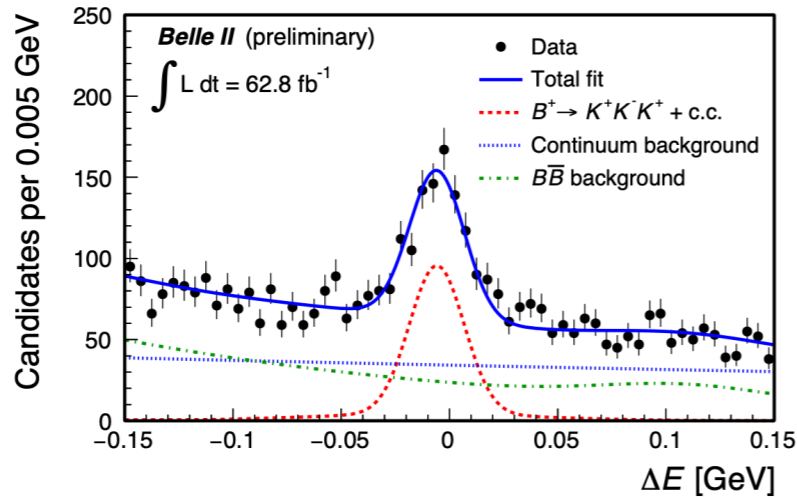 Candidates per 0.005 GeV
250
200
150
100
50
0
Belle II (preliminary)
∫ L dt = 62.8 fb⁻¹
Data
Total fit
B⁺→ K⁺K⁻K⁺ + c.c.
Continuum background
BB̅ background
−0.15 −0.1 −0.05 0 0.05 0.1 0.15
ΔE [GeV]